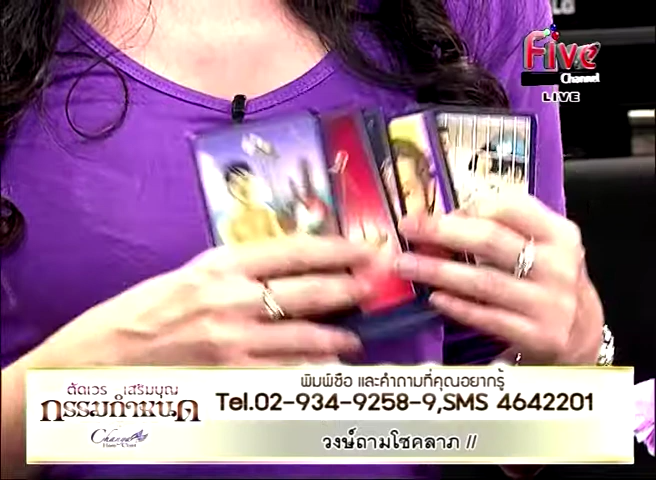 Five
Channel
LIVE
ตัดเวร เสริมบุญ
กรรมกำหนด
พิมพ์ชื่อ และคำถามที่คุณอยากรู้
Tel.02-934-9258-9,SMS 4642201
วงษ์ถามโชคลาภ //